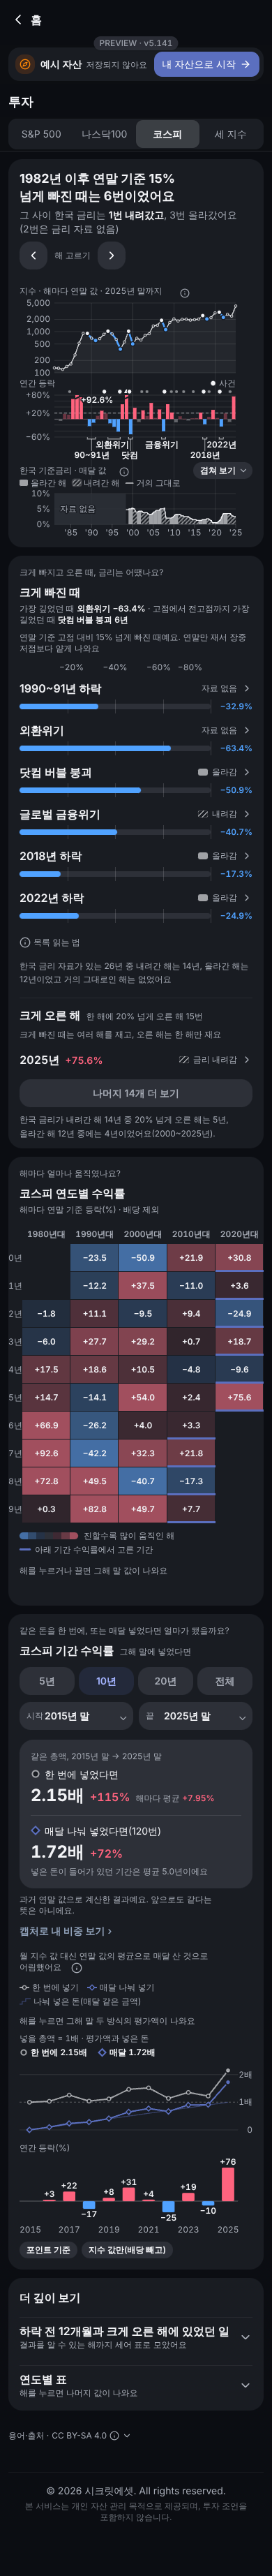 홈
PREVIEW · v5.141
예시 자산 저장되지 않아요
내 자산으로 시작 →
투자
S&P 500 나스닥100 코스피 세 지수
1982년 이후 연말 기준 15%
넘게 빠진 때는 6번이었어요
그 사이 한국 금리는 1번 내려갔고, 3번 올라갔어요
(2번은 금리 자료 없음)
해 고르기
지수 · 해마다 연말 값 · 2025년 말까지
5,000
2,000
1,000
500
200
100
연간 등락
사건
+80%
+92.6%
+20%
−60%
외환위기 금융위기 2022년
90~91년 닷컴 2018년
한국 기준금리 · 매달 값
겹쳐 보기
올라간 해 내려간 해 거의 그대로
10%
5%
0%
자료 없음
'85 '90 '95 '00 '05 '10 '15 '20 '25
크게 빠지고 오른 때, 금리는 어땠나요?
크게 빠진 때
가장 깊었던 때 외환위기 −63.4% · 고점에서 전고점까지 가장
길었던 때 닷컴 버블 붕괴 6년
연말 기준 고점 대비 15% 넘게 빠진 때예요. 연말만 재서 장중
저점보다 얕게 나와요
−20% −40% −60% −80%
1990~91년 하락 자료 없음
−32.9%
외환위기 자료 없음
−63.4%
닷컴 버블 붕괴 올라감
−50.9%
글로벌 금융위기 내려감
−40.7%
2018년 하락 올라감
−17.3%
2022년 하락 올라감
−24.9%
목록 읽는 법
한국 금리 자료가 있는 26년 중 내려간 해는 14년, 올라간 해는
12년이었고 거의 그대로인 해는 없었어요
크게 오른 해 한 해에 20% 넘게 오른 해 15번
크게 빠진 때는 여러 해를 재고, 오른 해는 한 해만 재요
2025년 +75.6% 금리 내려감
나머지 14개 더 보기
한국 금리가 내려간 해 14년 중 20% 넘게 오른 해는 5년,
올라간 해 12년 중에는 4년이었어요(2000~2025년).
해마다 얼마나 움직였나요?
코스피 연도별 수익률
해마다 연말 기준 등락(%) · 배당 제외
1980년대 1990년대 2000년대 2010년대 2020년대
0년 −23.5 −50.9 +21.9 +30.8
1년 −12.2 +37.5 −11.0 +3.6
2년 −1.8 +11.1 −9.5 +9.4 −24.9
3년 −6.0 +27.7 +29.2 +0.7 +18.7
4년 +17.5 +18.6 +10.5 −4.8 −9.6
5년 +14.7 −14.1 +54.0 +2.4 +75.6
6년 +66.9 −26.2 +4.0 +3.3
7년 +92.6 −42.2 +32.3 +21.8
8년 +72.8 +49.5 −40.7 −17.3
9년 +0.3 +82.8 +49.7 +7.7
진할수록 많이 움직인 해
아래 기간 수익률에서 고른 기간
해를 누르거나 끌면 그해 말 값이 나와요
같은 돈을 한 번에, 또는 매달 넣었다면 얼마가 됐을까요?
코스피 기간 수익률 그해 말에 넣었다면
5년 10년 20년 전체
시작 2015년 말 끝 2025년 말
같은 총액, 2015년 말 → 2025년 말
한 번에 넣었다면
2.15배 +115% 해마다 평균 +7.95%
매달 나눠 넣었다면(120번)
1.72배 +72%
넣은 돈이 들어가 있던 기간은 평균 5.0년이에요
과거 연말 값으로 계산한 결과예요. 앞으로도 같다는
뜻은 아니에요.
캡처로 내 비중 보기 ›
월 지수 값 대신 연말 값의 평균으로 매달 산 것으로
어림했어요
한 번에 넣기 매달 나눠 넣기
나눠 넣은 돈(매달 같은 금액)
해를 누르면 그해 말 두 방식의 평가액이 나와요
넣을 총액 = 1배 · 평가액과 넣은 돈
한 번에 2.15배 매달 1.72배
2배
1배
0
연간 등락(%)
+3 +22 −17 +8 +31 +4 −25 +19 −10 +76
2015 2017 2019 2021 2023 2025
포인트 기준 지수 값만(배당 빼고)
더 깊이 보기
하락 전 12개월과 크게 오른 해에 있었던 일
결과를 알 수 있는 해까지 세어 표로 모았어요
연도별 표
해를 누르면 나머지 값이 나와요
용어·출처 · CC BY-SA 4.0
© 2026 시크릿에셋. All rights reserved.
본 서비스는 개인 자산 관리 목적으로 제공되며, 투자 조언을
포함하지 않습니다.